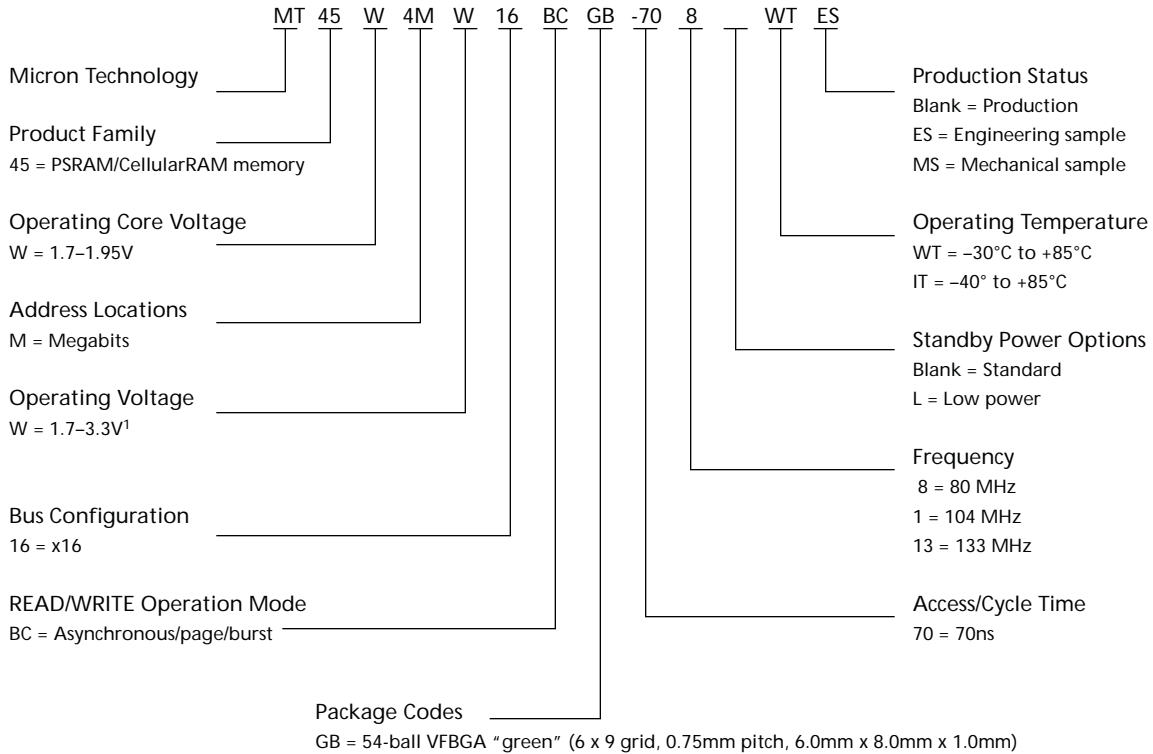 MT 45 W 4M W 16 BC GB -70 8 WT ES
Micron Technology
Product Family
45 = PSRAM/CellularRAM memory
Operating Core Voltage
W = 1.7–1.95V
Address Locations
M = Megabits
Operating Voltage
W = 1.7–3.3V¹
Bus Configuration
16 = x16
READ/WRITE Operation Mode
BC = Asynchronous/page/burst
Package Codes
GB = 54-ball VFBGA “green” (6 x 9 grid, 0.75mm pitch, 6.0mm x 8.0mm x 1.0mm)
Production Status
Blank = Production
ES = Engineering sample
MS = Mechanical sample
Operating Temperature
WT = –30°C to +85°C
IT = –40° to +85°C
Standby Power Options
Blank = Standard
L = Low power
Frequency
8 = 80 MHz
1 = 104 MHz
13 = 133 MHz
Access/Cycle Time
70 = 70ns